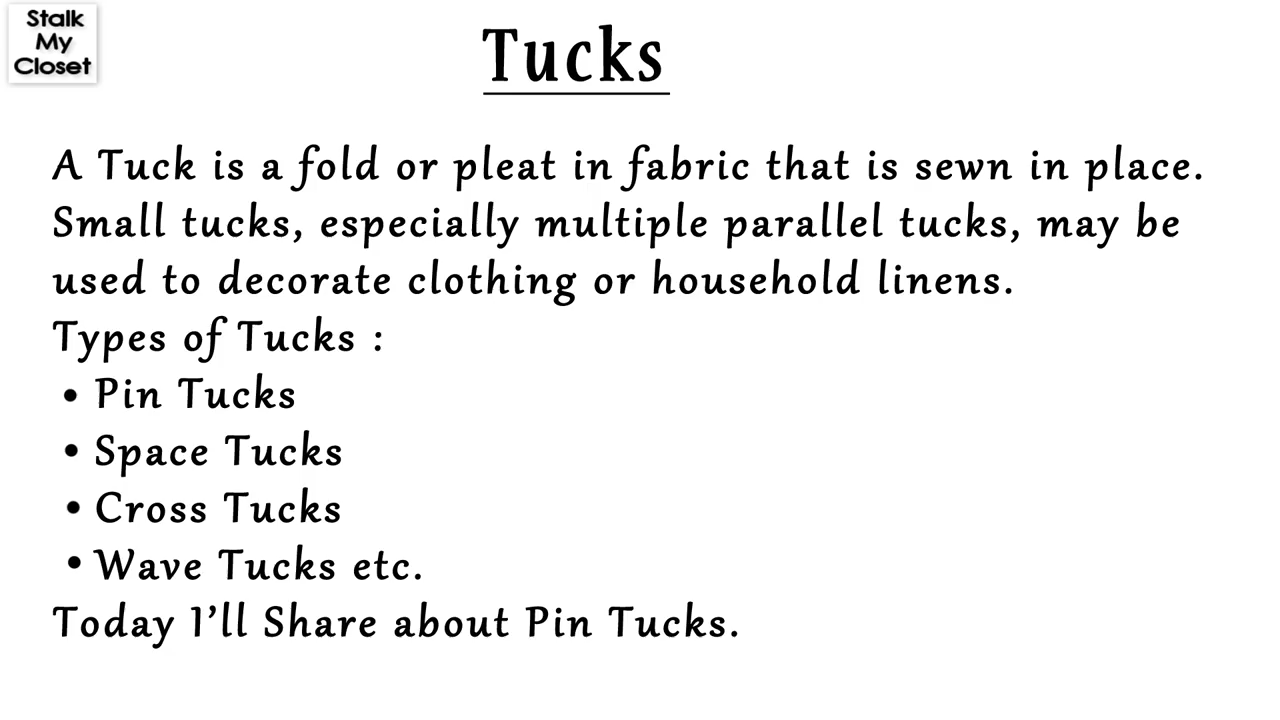 Stalk
My
Closet
Tucks
A Tuck is a fold or pleat in fabric that is sewn in place.
Small tucks, especially multiple parallel tucks, may be
used to decorate clothing or household linens.
Types of Tucks :
• Pin Tucks
• Space Tucks
• Cross Tucks
• Wave Tucks etc.
Today I'll Share about Pin Tucks.